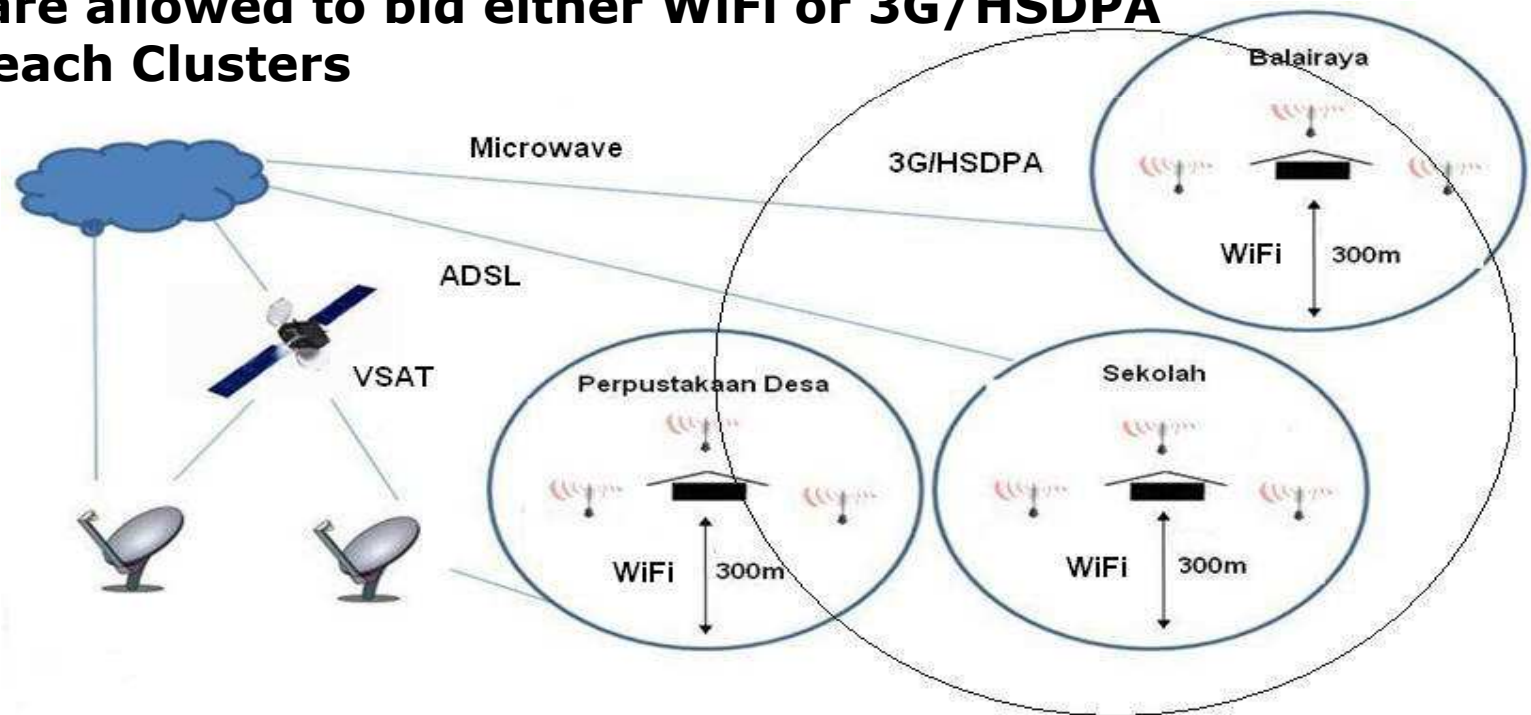 are allowed to bid either WiFi or 3G/HSDPA
each Clusters
Balairaya
Microwave
3G/HSDPA
WiFi
300m
ADSL
VSAT
Perpustakaan Desa
Sekolah
WiFi
300m
WiFi
300m